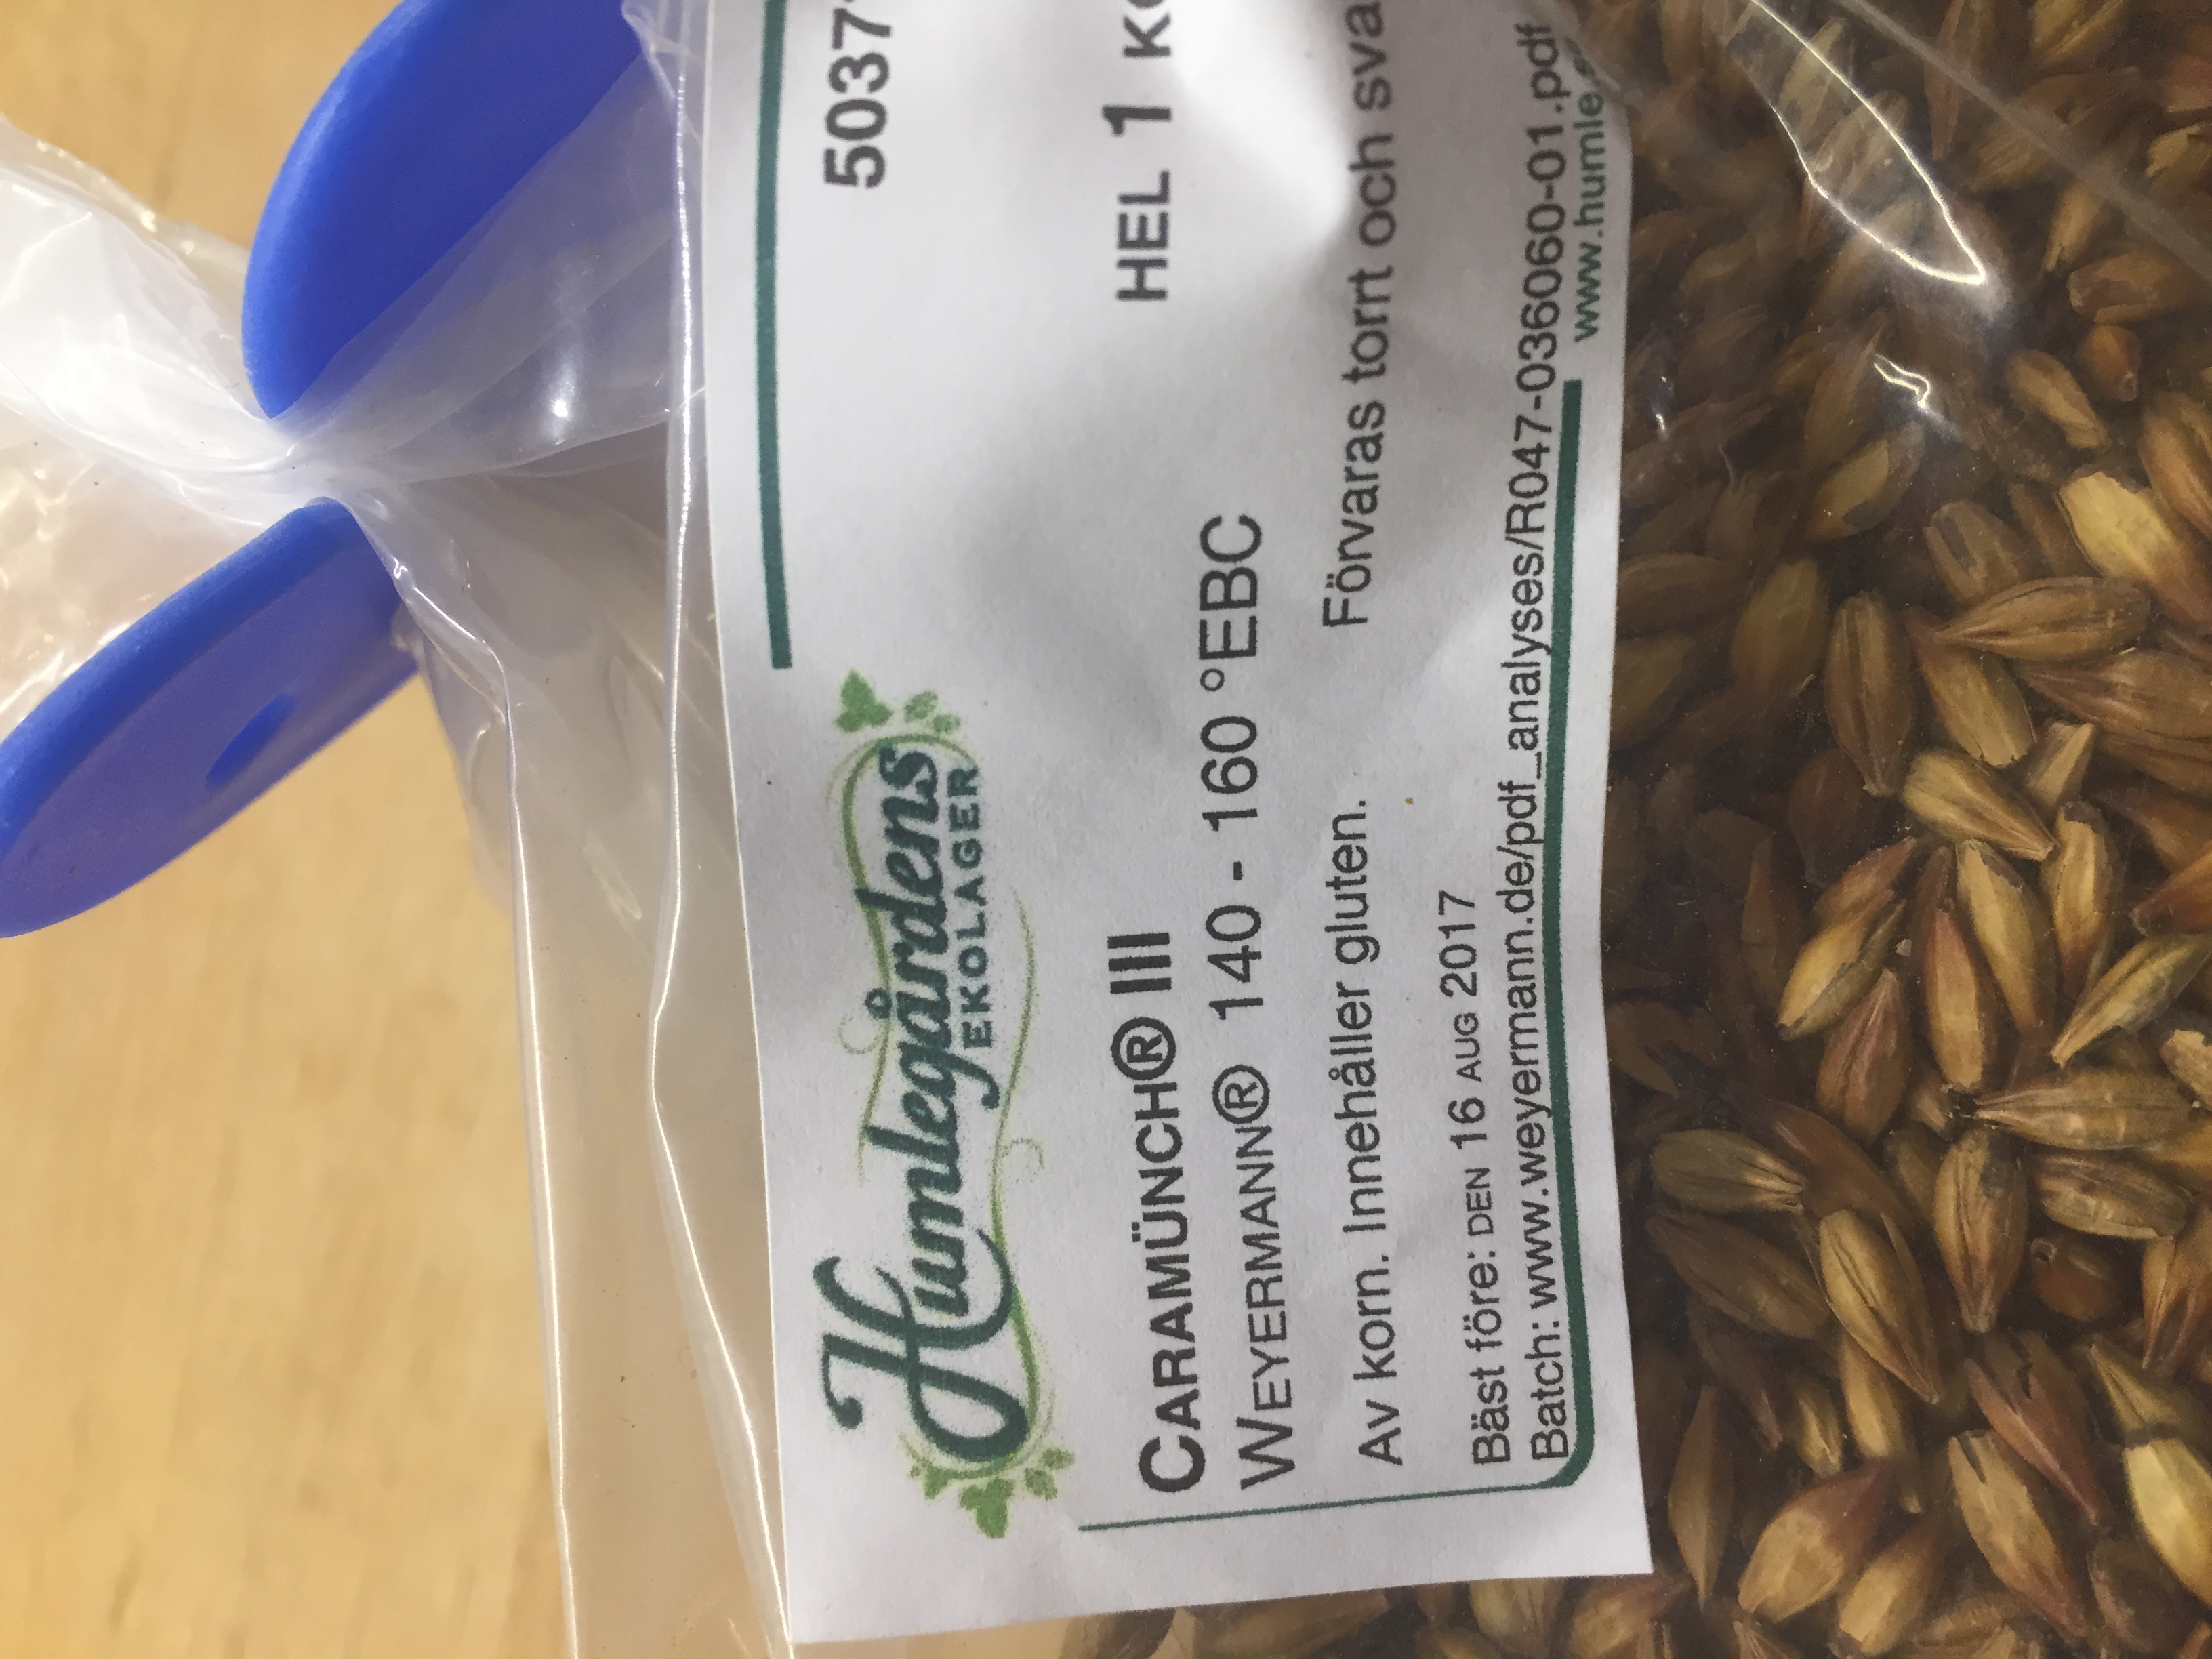 Humlegårdens
EKOLAGER
5037
CARAMÜNCH® III
HEL 1
WEYERMANN® 140 - 160 °EBC
Av korn. Innehåller gluten.
Förvaras torrt och
Bäst före: DEN 16 AUG 2017
Batch: www.weyermann.de/pdf_analyses/R047-036060-01.pdf
www.humle